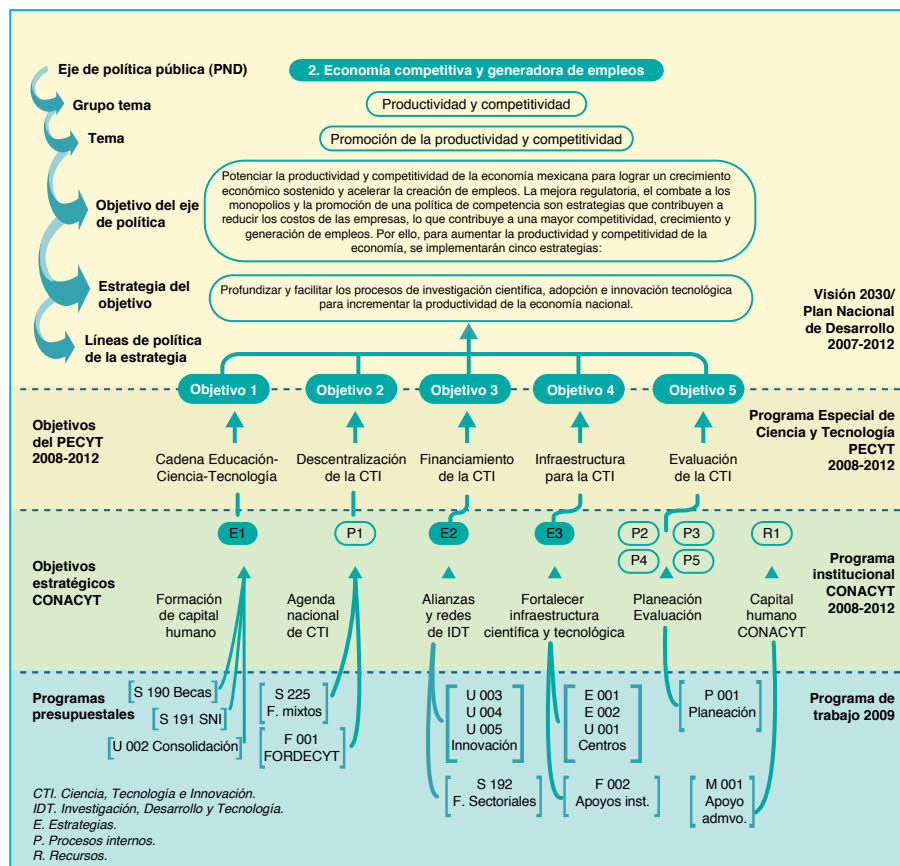 Eje de política pública (PND)
2. Economía competitiva y generadora de empleos
Grupo tema
Productividad y competitividad
Tema
Promoción de la productividad y competitividad
Objetivo del eje
de política
Potenciar la productividad y competitividad de la economía mexicana para lograr un crecimiento
económico sostenido y acelerar la creación de empleos. La mejora regulatoria, el combate a los
monopolios y la promoción de una política de competencia son estrategias que contribuyen a
reducir los costos de las empresas, lo que contribuye a una mayor competitividad, crecimiento y
generación de empleos. Por ello, para aumentar la productividad y competitividad de la
economía, se implementarán cinco estrategias:
Estrategia del
objetivo
Profundizar y facilitar los procesos de investigación científica, adopción e innovación tecnológica
para incrementar la productividad de la economía nacional.
Líneas de política
de la estrategia
Visión 2030/
Plan Nacional
de Desarrollo
2007-2012
Objetivo 1
Objetivo 2
Objetivo 3
Objetivo 4
Objetivo 5
Objetivos
del PECYT
2008-2012
Cadena Educación-
Ciencia-Tecnología
Descentralización
de la CTI
Financiamiento
de la CTI
Infraestructura
para la CTI
Evaluación
de la CTI
Programa Especial de
Ciencia y Tecnología
PECYT
2008-2012
E1
P1
E2
E3
P2
P3
P4
P5
R1
Objetivos
estratégicos
CONACYT
Formación
de capital
humano
Agenda
nacional
de CTI
Alianzas
y redes
de IDT
Fortalecer
infraestructura
científica y tecnológica
Planeación
Evaluación
Capital
humano
CONACYT
Programa
institucional
CONACYT
2008-2012
Programas
presupuestales
S 190 Becas
S 191 SNI
U 002 Consolidación
S 225
F. mixtos
F 001
FORDECYT
U 003
U 004
U 005
Innovación
S 192
F. Sectoriales
E 001
E 002
U 001
Centros
F 002
Apoyos inst.
P 001
Planeación
M 001
Apoyo
admvo.
Programa de
trabajo 2009
CTI. Ciencia, Tecnología e Innovación.
IDT. Investigación, Desarrollo y Tecnología.
E. Estrategias.
P. Procesos internos.
R. Recursos.